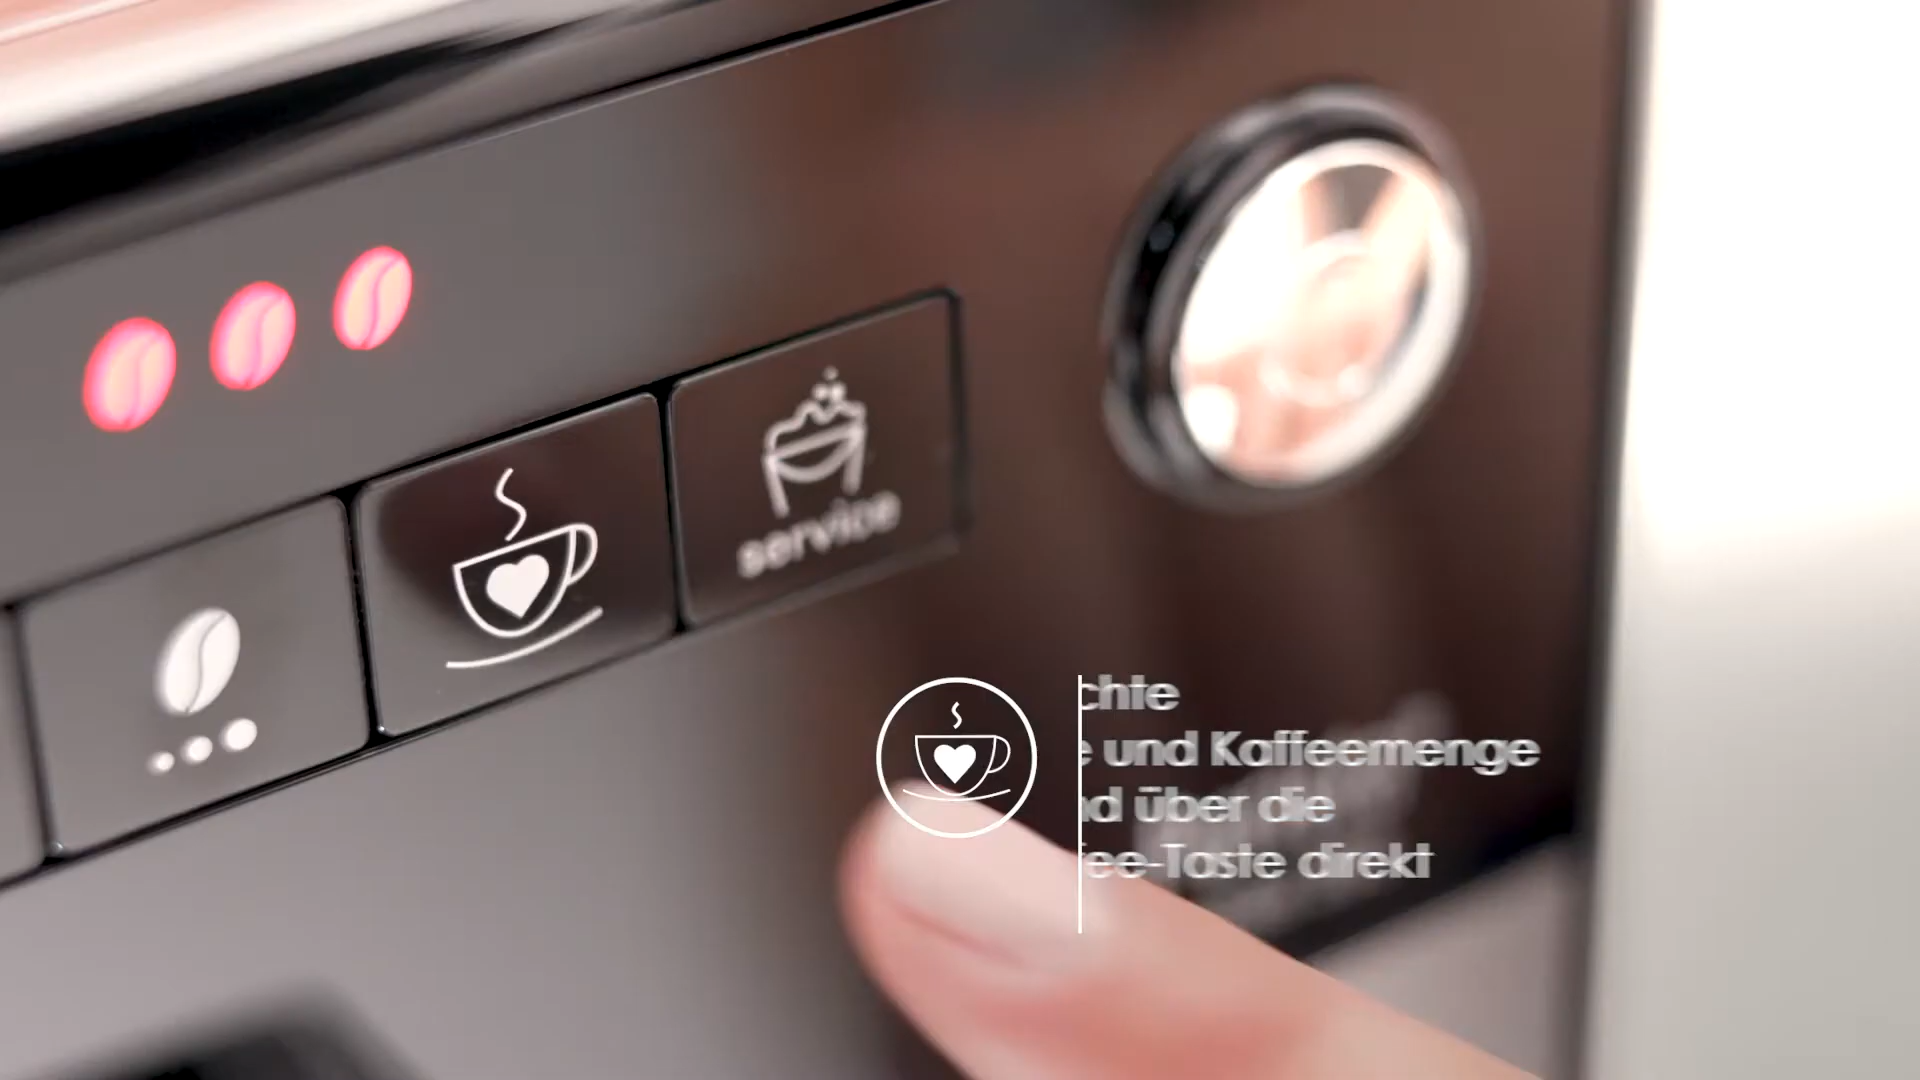 service
chte
und Kaffeemenge
über die
ee-Taste direkt